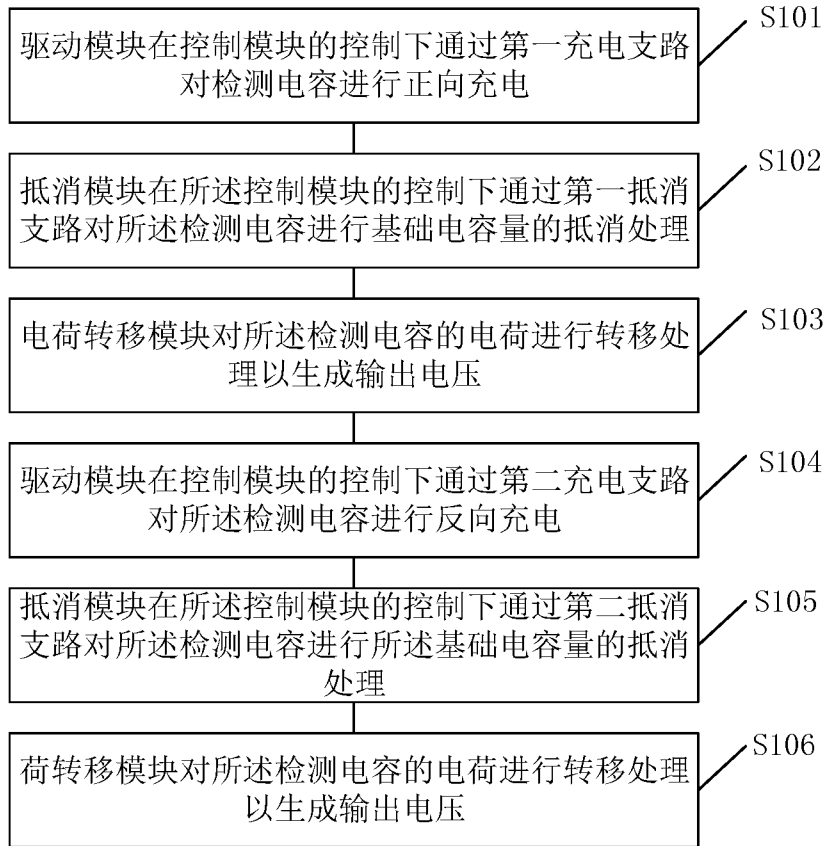 驱动模块在控制模块的控制下通过第一充电支路
对检测电容进行正向充电
S101
抵消模块在所述控制模块的控制下通过第一抵消
支路对所述检测电容进行基础电容量的抵消处理
S102
电荷转移模块对所述检测电容的电荷进行转移处
理以生成输出电压
S103
驱动模块在控制模块的控制下通过第二充电支路
对所述检测电容进行反向充电
S104
抵消模块在所述控制模块的控制下通过第二抵消
支路对所述检测电容进行所述基础电容量的抵消
处理
S105
荷转移模块对所述检测电容的电荷进行转移处理
以生成输出电压
S106